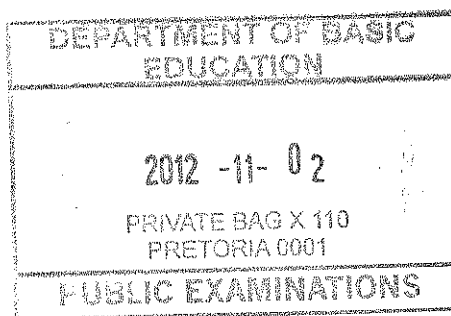 DEPARTMENT OF BASIC
EDUCATION
2012 -11- 02
PRIVATE BAG X 110
PRETORIA 0001
PUBLIC EXAMINATIONS